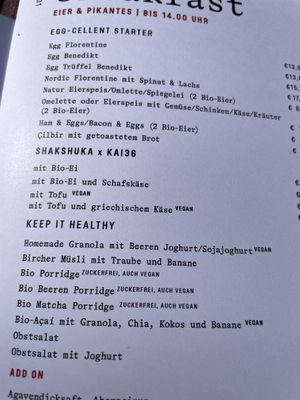 EIER & PIKANTES | BIS 14.00 UHR
EGG-CELLENT STARTER
Egg Florentine
Egg Benedikt
Egg Trüffel Benedikt
Nordic Florentine mit Spinat & Lachs
Natur Eierspeis/Omlette/Spiegelei (2 Bio-Eier)
Omelette oder Eierspeis mit Gemüse/Schinken/Käse/Kräuter
(2 Bio-Eier)
Ham & Eggs/Bacon & Eggs (2 Bio-Eier)
Çilbir mit getoastetem Brot
SHAKSHUKA x KAI36
mit Bio-Ei
mit Bio-Ei und Schafskäse
mit Tofu VEGAN
mit Tofu und griechischem Käse VEGAN
KEEP IT HEALTHY
Homemade Granola mit Beeren Joghurt/Sojajoghurt VEGAN
Bircher Müsli mit Traube und Banane
Bio Porridge ZUCKERFREI, AUCH VEGAN
Bio Beeren Porridge ZUCKERFREI, AUCH VEGAN
Bio Matcha Porridge ZUCKERFREI, AUCH VEGAN
Bio-Açaí mit Granola, Chia, Kokos und Banane VEGAN
Obstsalat
Obstsalat mit Joghurt
ADD ON
Agavendicksaft